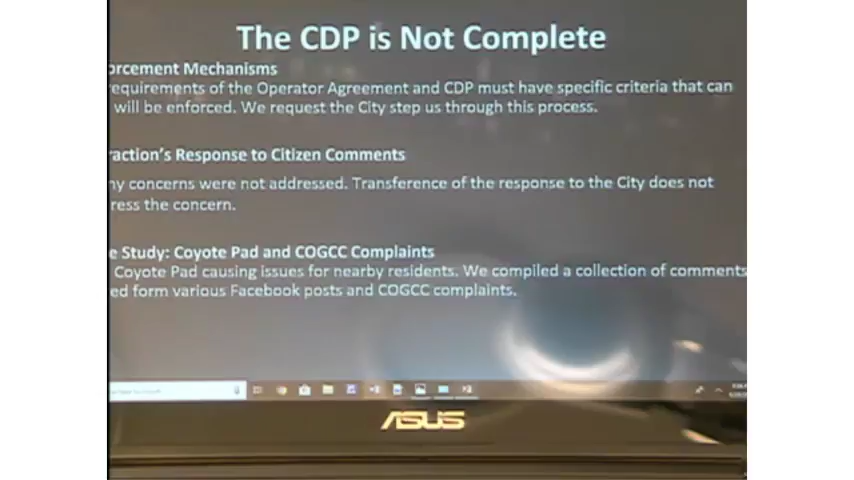 The CDP is Not Complete
orcement Mechanisms
equirements of the Operator Agreement and CDP must have specific criteria that can
will be enforced. We request the City step us through this process.
action's Response to Citizen Comments
ny concerns were not addressed. Transference of the response to the City does not
ress the concern.
e Study: Coyote Pad and COGCC Complaints
Coyote Pad causing issues for nearby residents. We compiled a collection of comments
ed form various Facebook posts and COGCC complaints.
ASUS